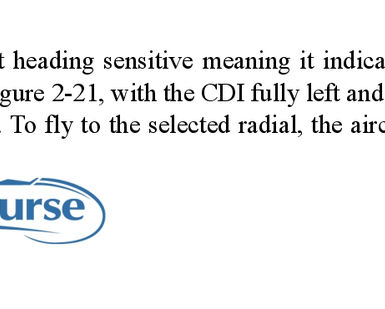 heading sensitive meaning it indica
gure 2-21, with the CDI fully left and
. To fly to the selected radial, the airc
urse